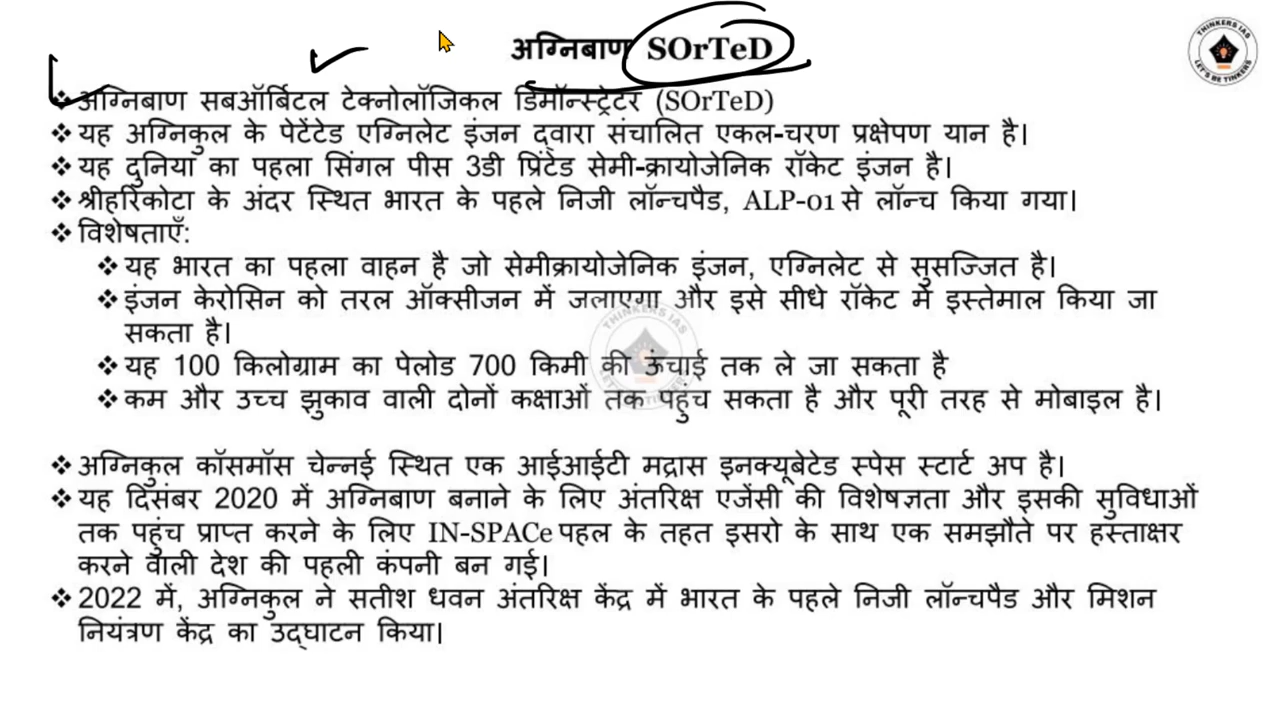 अग्निबाण SOrTeD
THINKERS IAS
LET'S BE TINKERS
❖ अग्निबाण सबऑर्बिटल टेक्नोलॉजिकल डिमॉन्स्ट्रेटर (SOrTeD)
❖ यह अग्निकुल के पेटेंटेड एग्निलेट इंजन द्वारा संचालित एकल-चरण प्रक्षेपण यान है।
❖ यह दुनिया का पहला सिंगल पीस 3डी प्रिंटेड सेमी-क्रायोजेनिक रॉकेट इंजन है।
❖ श्रीहरिकोटा के अंदर स्थित भारत के पहले निजी लॉन्चपैड, ALP-01 से लॉन्च किया गया।
❖ विशेषताएँ:
❖ यह भारत का पहला वाहन है जो सेमीक्रायोजेनिक इंजन, एग्निलेट से सुसज्जित है।
❖ इंजन केरोसिन को तरल ऑक्सीजन में जलाएगा और इसे सीधे रॉकेट में इस्तेमाल किया जा
सकता है।
❖ यह 100 किलोग्राम का पेलोड 700 किमी की ऊंचाई तक ले जा सकता है
❖ कम और उच्च झुकाव वाली दोनों कक्षाओं तक पहुंच सकता है और पूरी तरह से मोबाइल है।
❖ अग्निकुल कॉसमॉस चेन्नई स्थित एक आईआईटी मद्रास इनक्यूबेटेड स्पेस स्टार्ट अप है।
❖ यह दिसंबर 2020 में अग्निबाण बनाने के लिए अंतरिक्ष एजेंसी की विशेषज्ञता और इसकी सुविधाओं
तक पहुंच प्राप्त करने के लिए IN-SPACe पहल के तहत इसरो के साथ एक समझौते पर हस्ताक्षर
करने वाली देश की पहली कंपनी बन गई।
❖ 2022 में, अग्निकुल ने सतीश धवन अंतरिक्ष केंद्र में भारत के पहले निजी लॉन्चपैड और मिशन
नियंत्रण केंद्र का उद्घाटन किया।